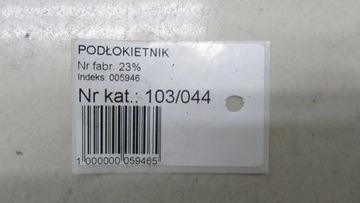 PODŁOKIETNIK
Nr fabr. 23%
Indeks: 005946
Nr kat.: 103/044
1 000000 059465